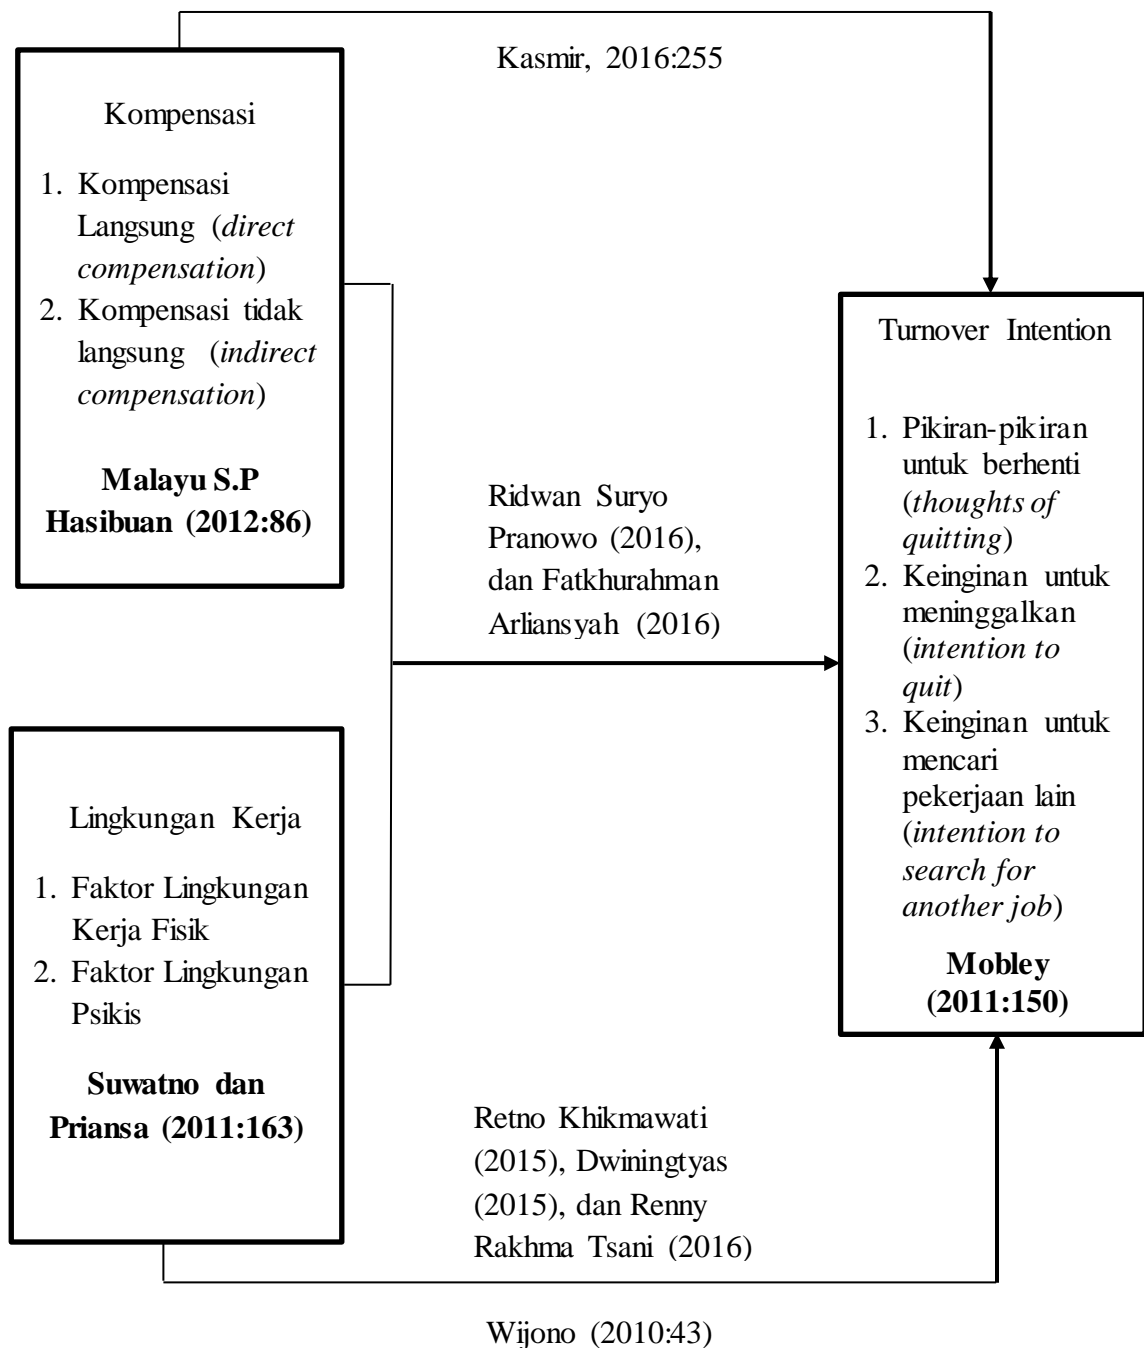 Kasmir, 2016:255
Kompensasi
1. Kompensasi
Langsung (direct
compensation)
2. Kompensasi tidak
langsung (indirect
compensation)
Malayu S.P
Hasibuan (2012:86)
Ridwan Suryo
Pranowo (2016),
dan Fatkhurahman
Arliansyah (2016)
Turnover Intention
1. Pikiran-pikiran
untuk berhenti
(thoughts of
quitting)
2. Keinginan untuk
meninggalkan
(intention to
quit)
3. Keinginan untuk
mencari
pekerjaan lain
(intention to
search for
another job)
Mobley
(2011:150)
Lingkungan Kerja
1. Faktor Lingkungan
Kerja Fisik
2. Faktor Lingkungan
Psikis
Suwatno dan
Priansa (2011:163)
Retno Khikmawati
(2015), Dwiningtyas
(2015), dan Renny
Rakhma Tsani (2016)
Wijono (2010:43)